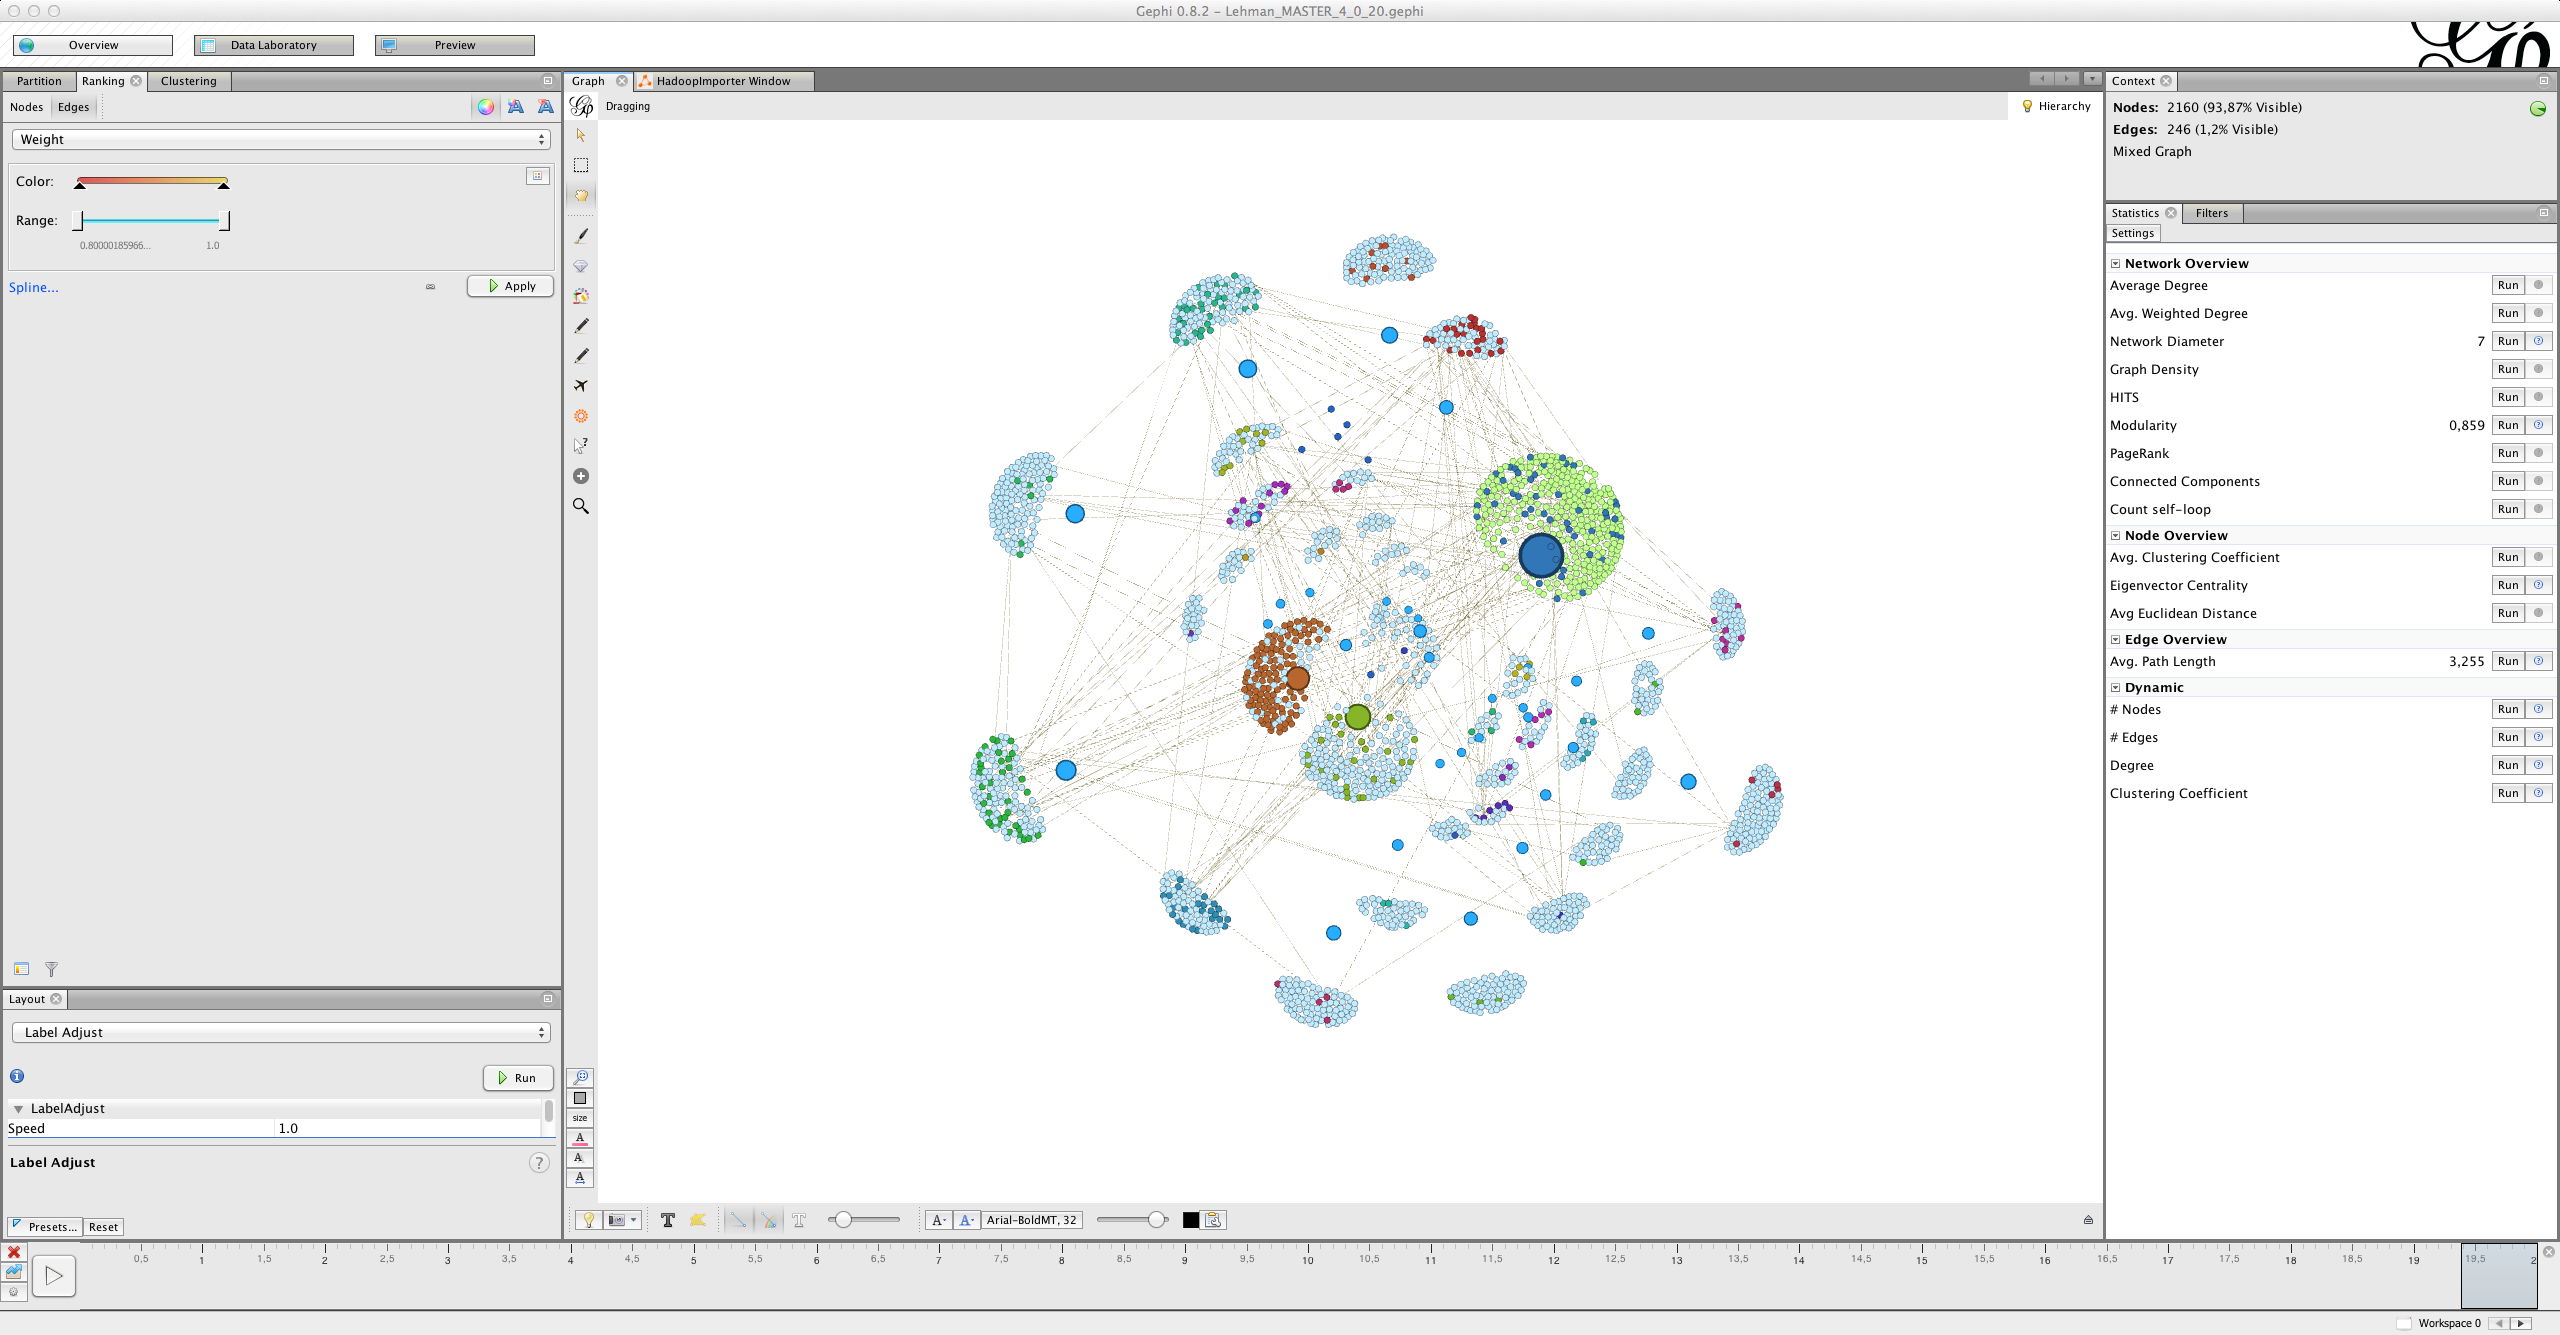 Gephi 0.8.2 - Lehman_MASTER_4_0_20.gephi
Overview Data Laboratory Preview
Partition Ranking Clustering
Nodes Edges
Weight
Color:
Range:
0.80000185966... 1.0
Spline... Apply
Layout
Label Adjust
Run
LabelAdjust
Speed 1.0
Label Adjust
Presets... Reset
Graph HadoopImporter Window
Dragging Hierarchy
size
Arial-BoldMT, 32
Context
Nodes: 2160 (93,87% Visible)
Edges: 246 (1,2% Visible)
Mixed Graph
Statistics Filters
Settings
Network Overview
Average Degree Run
Avg. Weighted Degree Run
Network Diameter 7 Run
Graph Density Run
HITS Run
Modularity 0,859 Run
PageRank Run
Connected Components Run
Count self-loop Run
Node Overview
Avg. Clustering Coefficient Run
Eigenvector Centrality Run
Avg Euclidean Distance Run
Edge Overview
Avg. Path Length 3,255 Run
Dynamic
# Nodes Run
# Edges Run
Degree Run
Clustering Coefficient Run
0,5 1 1,5 2 2,5 3 3,5 4 4,5 5 5,5 6 6,5 7 7,5 8 8,5 9 9,5 10 10,5 11 11,5 12 12,5 13 13,5 14 14,5 15 15,5 16 16,5 17 17,5 18 18,5 19 19,5 2
Workspace 0